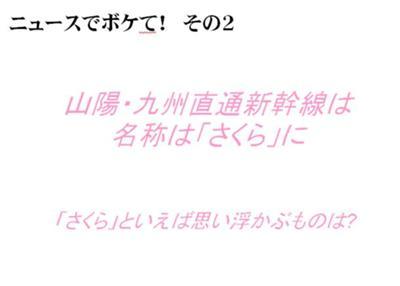 ニュースでボケて！ その２
山陽・九州直通新幹線は
名称は「さくら」に
「さくら」といえば思い浮かぶものは？